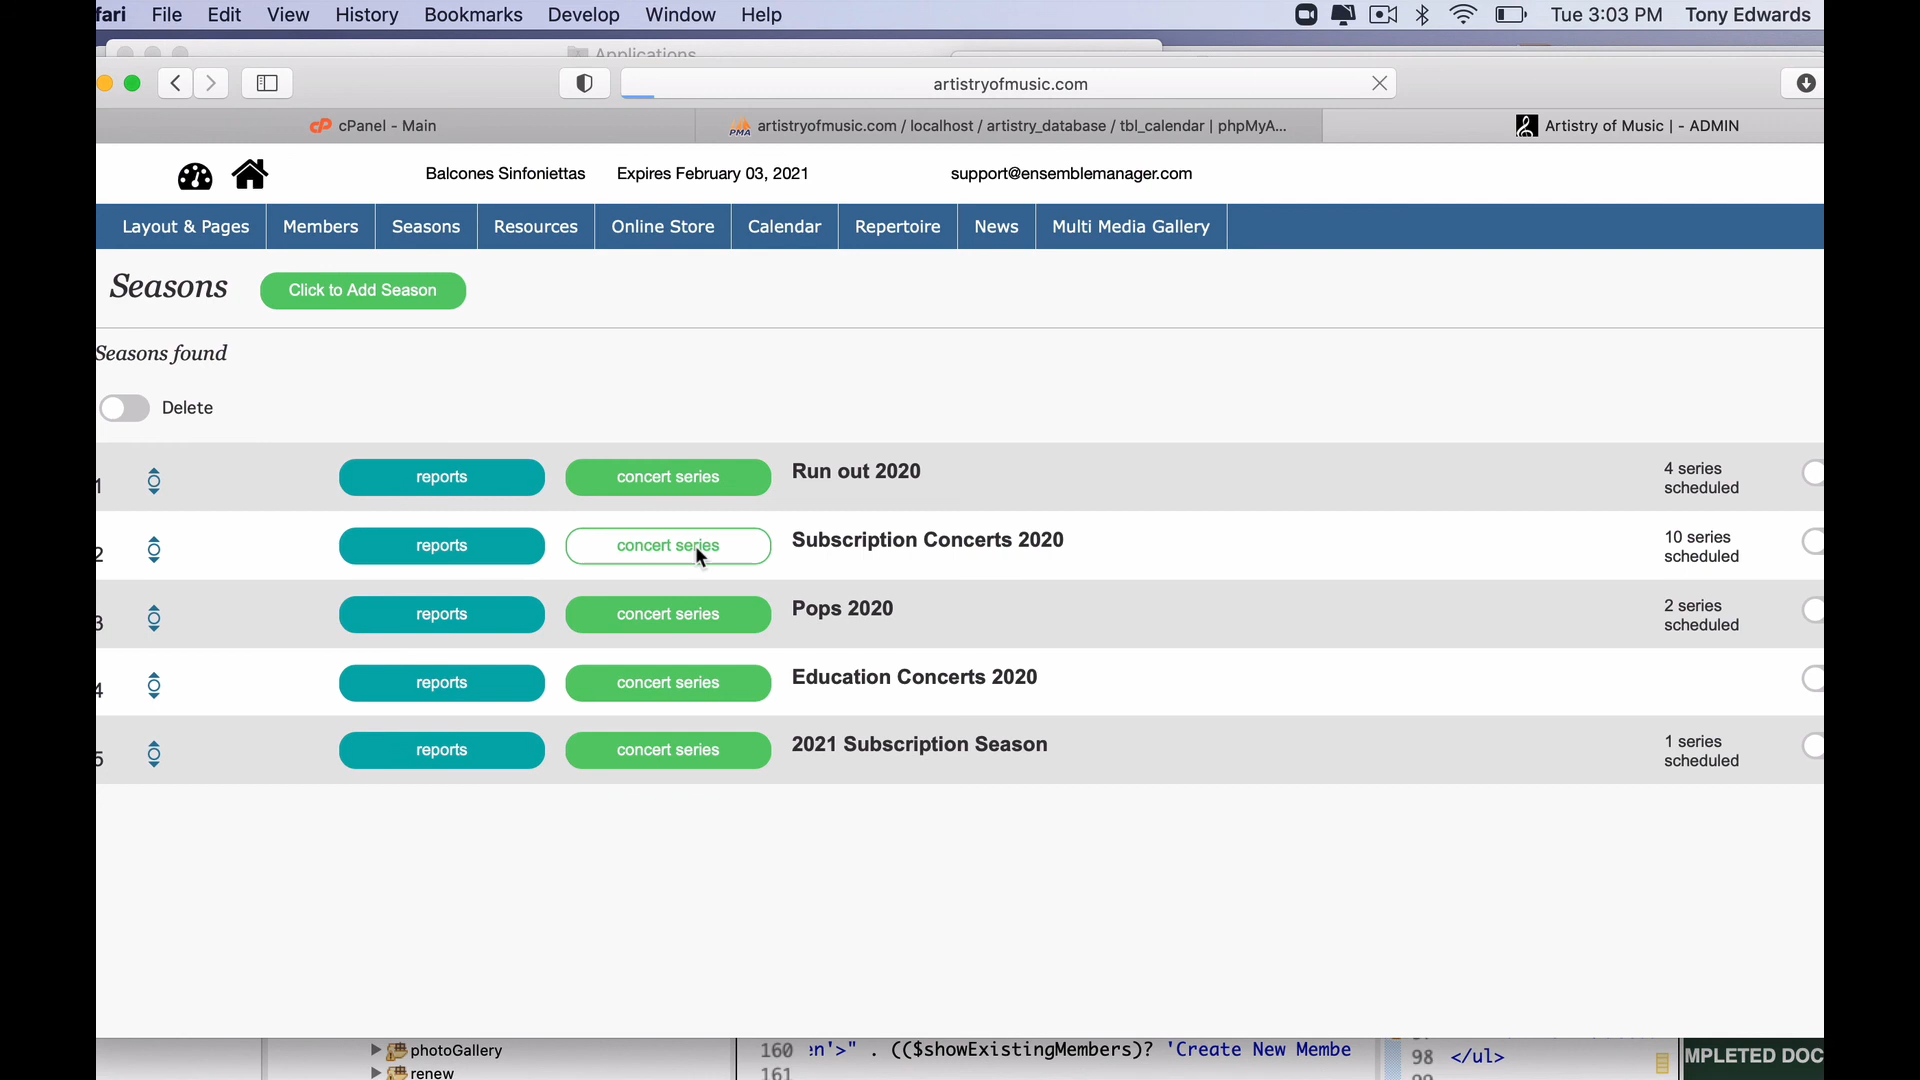 fari File Edit View History Bookmarks Develop Window Help Tue 3:03 PM Tony Edwards
Applications
artistryofmusic.com
cPanel - Main
artistryofmusic.com / localhost / artistry_database / tbl_calendar | phpMyA...
Artistry of Music | - ADMIN
Balcones Sinfoniettas Expires February 03, 2021 support@ensemblemanager.com
Layout & Pages Members Seasons Resources Online Store Calendar Repertoire News Multi Media Gallery
Seasons Click to Add Season
Seasons found
Delete
1 reports concert series Run out 2020 4 series
scheduled
2 reports concert series Subscription Concerts 2020 10 series
scheduled
3 reports concert series Pops 2020 2 series
scheduled
4 reports concert series Education Concerts 2020
5 reports concert series 2021 Subscription Season 1 series
scheduled
photoGallery
renew
160 :n'>" . (($showExistingMembers)? 'Create New Membe
161
98 </ul>
MPLETED DOC